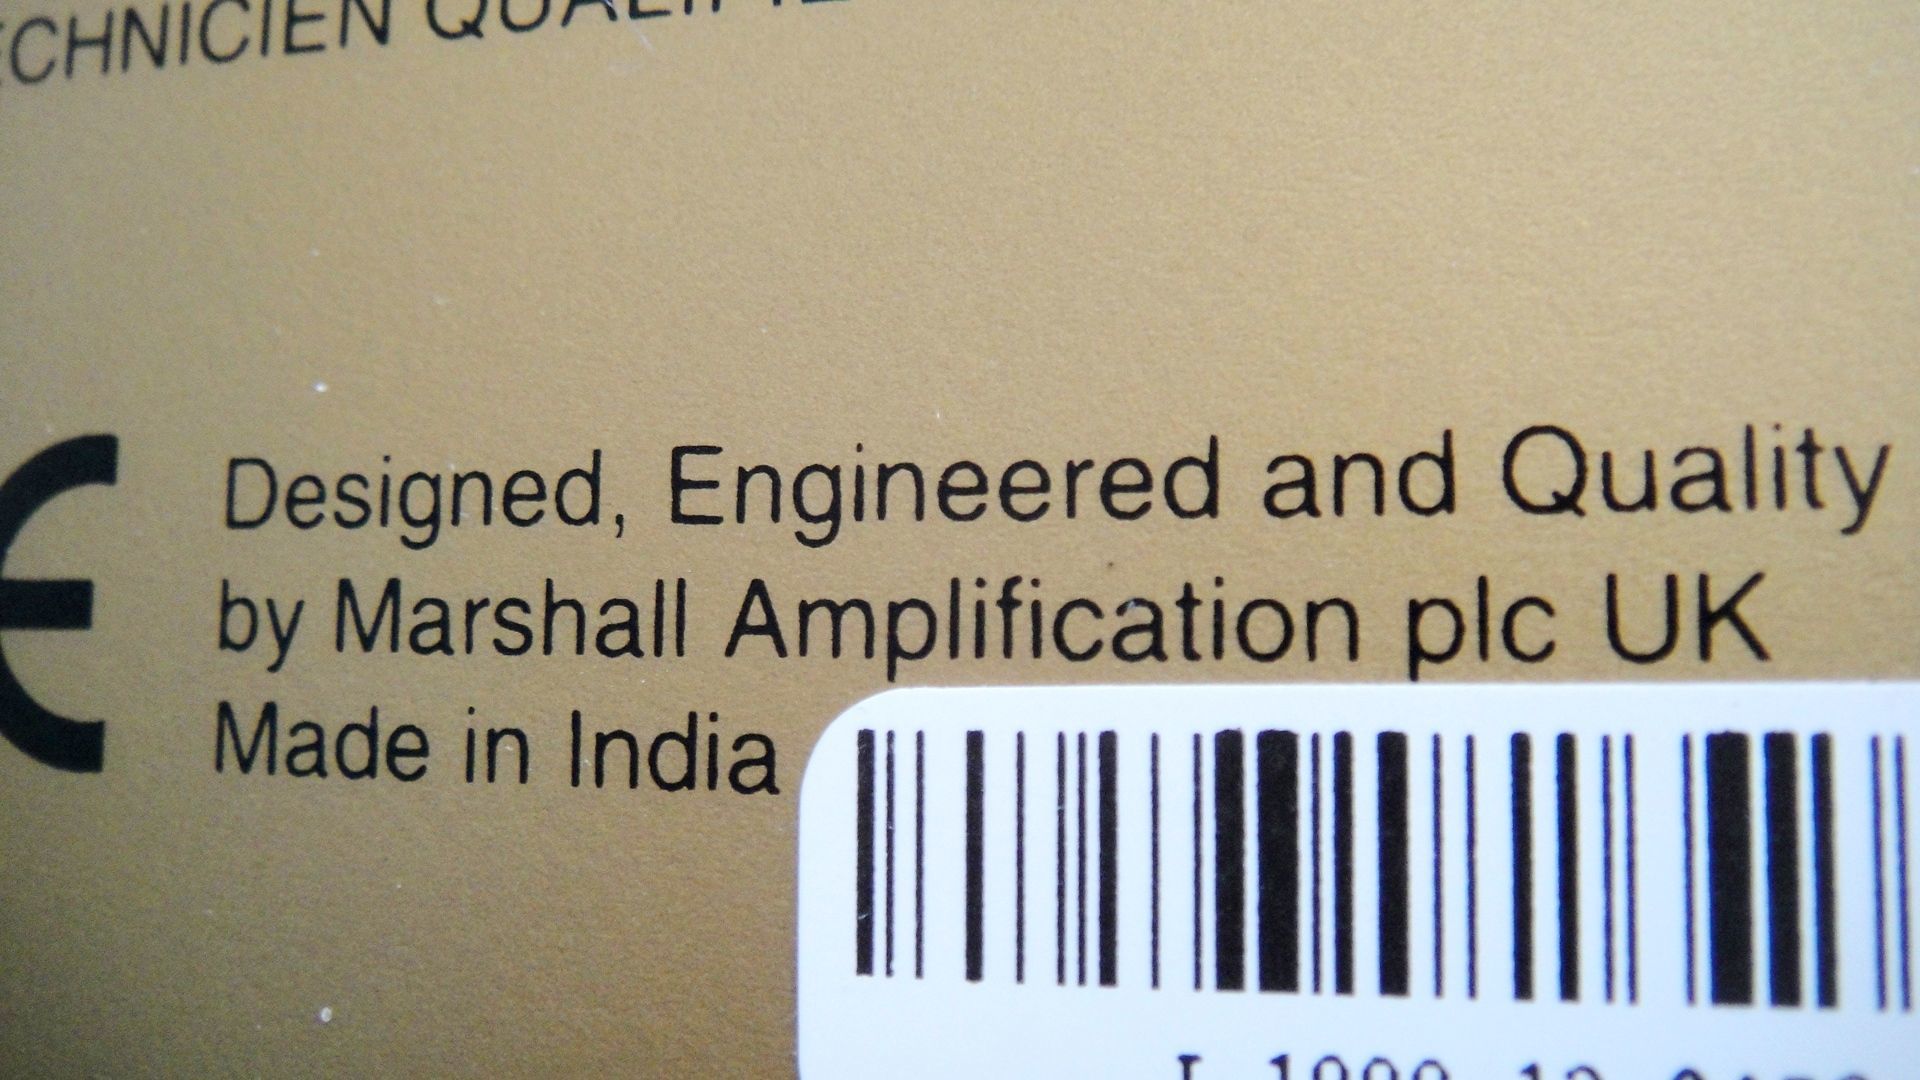 Designed, Engineered and Quality
by Marshall Amplification plc UK
Made in India